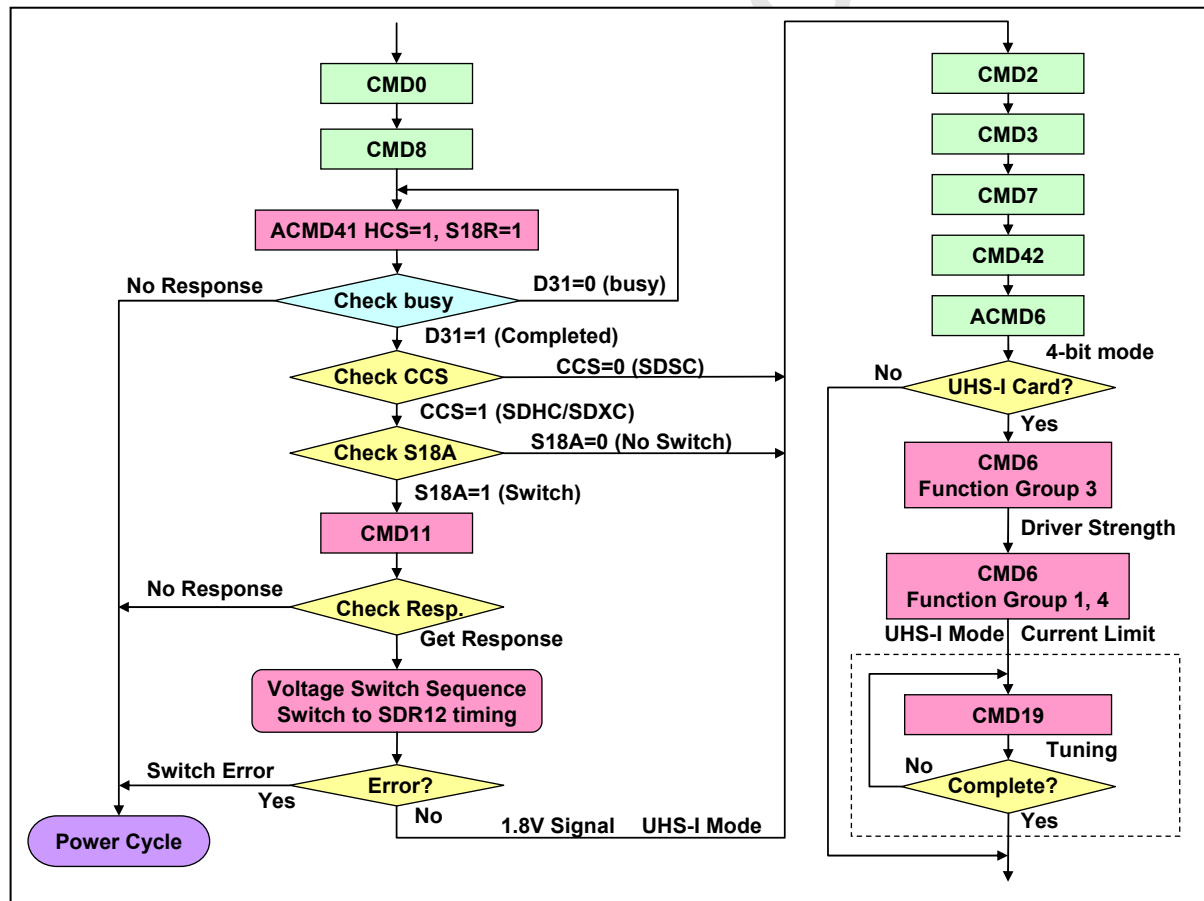 CMD0
CMD8
ACMD41 HCS=1, S18R=1
No Response
Check busy
D31=0 (busy)
D31=1 (Completed)
Check CCS
CCS=0 (SDSC)
CCS=1 (SDHC/SDXC)
Check S18A
S18A=0 (No Switch)
S18A=1 (Switch)
CMD11
No Response
Check Resp.
Get Response
Voltage Switch Sequence
Switch to SDR12 timing
Switch Error
Yes
Error?
No
Power Cycle
1.8V Signal UHS-I Mode
CMD2
CMD3
CMD7
CMD42
ACMD6
4-bit mode
No
UHS-I Card?
Yes
CMD6
Function Group 3
Driver Strength
CMD6
Function Group 1, 4
UHS-I Mode Current Limit
CMD19
Tuning
No
Complete?
Yes